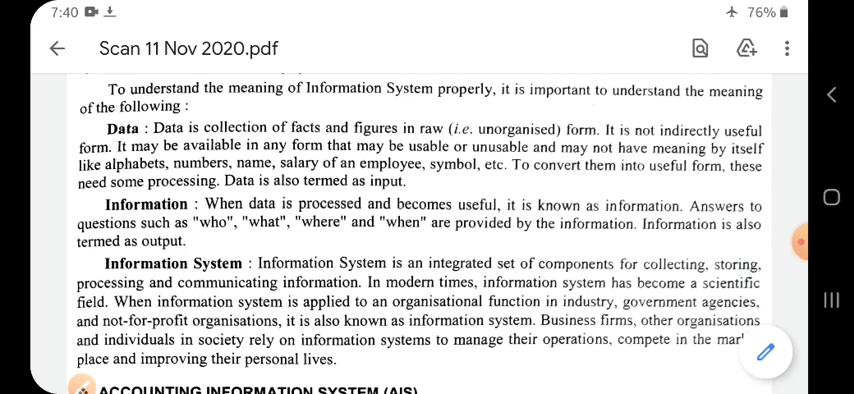 7:40
76%
Scan 11 Nov 2020.pdf
To understand the meaning of Information System properly, it is important to understand the meaning
of the following :
Data : Data is collection of facts and figures in raw (i.e. unorganised) form. It is not indirectly useful
form. It may be available in any form that may be usable or unusable and may not have meaning by itself
like alphabets, numbers, name, salary of an employee, symbol, etc. To convert them into useful form, these
need some processing. Data is also termed as input.
Information : When data is processed and becomes useful, it is known as information. Answers to
questions such as "who", "what", "where" and "when" are provided by the information. Information is also
termed as output.
Information System : Information System is an integrated set of components for collecting, storing,
processing and communicating information. In modern times, information system has become a scientific
field. When information system is applied to an organisational function in industry, government agencies,
and not-for-profit organisations, it is also known as information system. Business firms, other organisations
and individuals in society rely on information systems to manage their operations, compete in the
place and improving their personal lives.
ACCOUNTING INFORMATION SYSTEM (AIS)